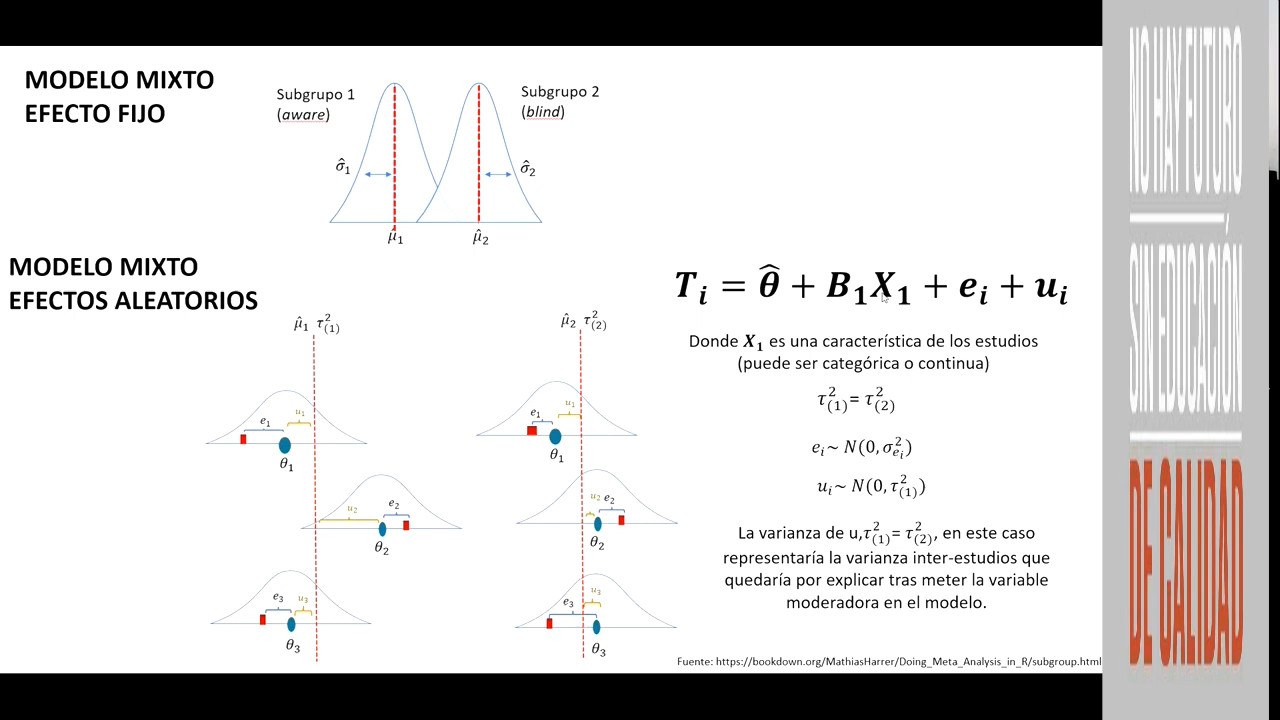 MODELO MIXTO
EFECTO FIJO
Subgrupo 1
(aware)
Subgrupo 2
(blind)
σ̂₁
σ̂₂
μ̂₁
μ̂₂
MODELO MIXTO
EFECTOS ALEATORIOS
μ̂₁ τ²₍₁₎
μ̂₂ τ²₍₂₎
e₁
u₁
θ₁
u₂
e₂
θ₂
e₃
u₃
θ₃
e₁
u₁
θ₁
u₂
e₂
θ₂
e₃
u₃
θ₃
Tᵢ = θ̂ + B₁X₁ + eᵢ + uᵢ
Donde X₁ es una característica de los estudios
(puede ser categórica o continua)
τ²₍₁₎= τ²₍₂₎
eᵢ~ N(0, σ²ₑᵢ)
uᵢ~ N(0, τ²₍₁₎)
La varianza de u,τ²₍₁₎= τ²₍₂₎, en este caso
representaría la varianza inter-estudios que
quedaría por explicar tras meter la variable
moderadora en el modelo.
Fuente: https://bookdown.org/MathiasHarrer/Doing_Meta_Analysis_in_R/subgroup.html
NO HAY FUTURO
SIN EDUCACIÓN
DE CALIDAD